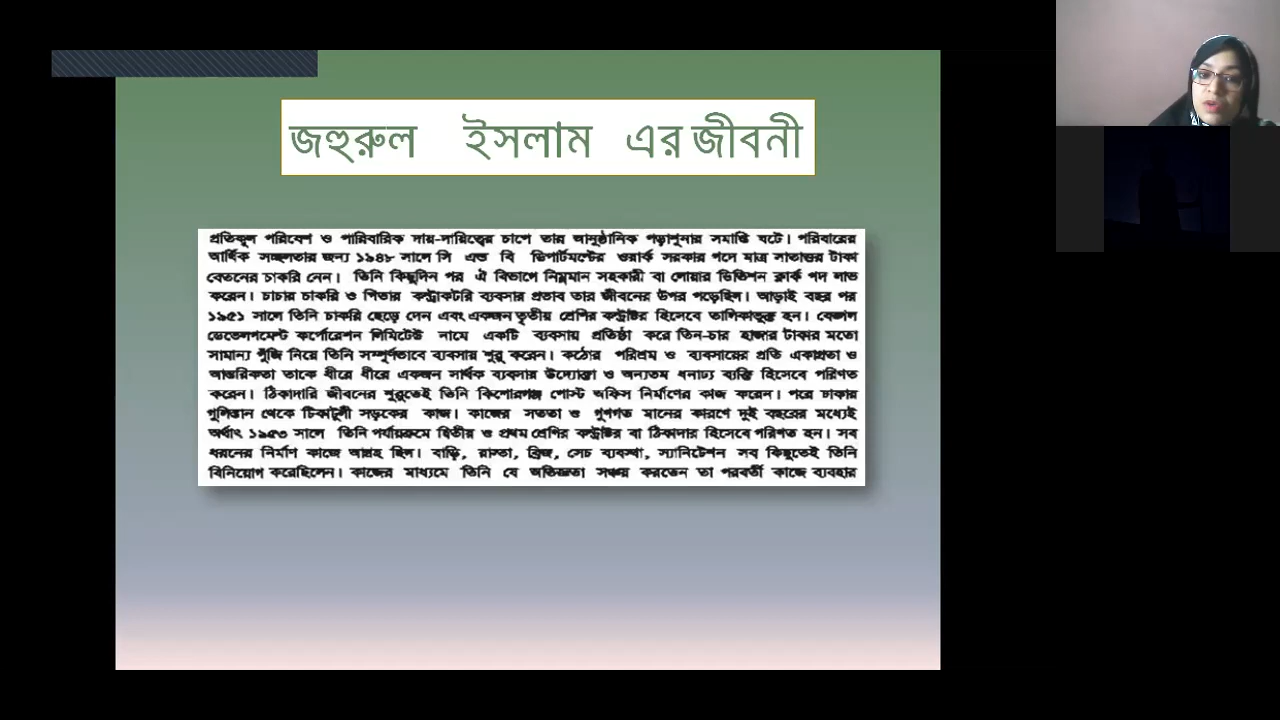 জহুরুল ইসলাম এর জীবনী
প্রতিকূল পরিবেশ ও পারিবারিক দায়-দায়িত্বের চাপে তার আনুষ্ঠানিক পড়াশুনার সমাপ্তি ঘটে। পরিবারের
আর্থিক সচ্ছলতার জন্য ১৯৪৮ সালে সি এন্ড বি ডিপার্টমেন্টের ওয়ার্ক সরকার পদে মাত্র সাতাত্তর টাকা
বেতনের চাকরি নেন। তিনি কিছুদিন পর ঐ বিভাগে নিম্নমান সহকারী বা লোয়ার ডিভিশন ক্লার্ক পদ লাভ
করেন। চাচার চাকরি ও পিতার কন্ট্রাকটরি ব্যবসার প্রভাব তার জীবনের উপর পড়েছিল। আড়াই বছর পর
১৯৫১ সালে তিনি চাকরি ছেড়ে দেন এবং একজন তৃতীয় শ্রেণির কন্ট্রাক্টর হিসেবে তালিকাভুক্ত হন। বেঙ্গল
ডেভেলপমেন্ট কর্পোরেশন লিমিটেড নামে একটি ব্যবসায় প্রতিষ্ঠা করে তিন-চার হাজার টাকার মতো
সামান্য পুঁজি নিয়ে তিনি সম্পূর্ণভাবে ব্যবসায় শুরু করেন। কঠোর পরিশ্রম ও ব্যবসায়ের প্রতি একাগ্রতা ও
আন্তরিকতা তাকে ধীরে ধীরে একজন সার্থক ব্যবসায় উদ্যোক্তা ও অন্যতম ধনাঢ্য ব্যক্তি হিসেবে পরিণত
করেন। ঠিকাদারি জীবনের শুরুতেই তিনি কিশোরগঞ্জ পোস্ট অফিস নির্মাণের কাজ করেন। পরে ঢাকার
গুলিস্তান থেকে টিকাটুলী সড়কের কাজ। কাজের সততা ও গুণগত মানের কারণে দুই বছরের মধ্যেই
অর্থাৎ ১৯৫৩ সালে তিনি পর্যায়ক্রমে দ্বিতীয় ও প্রথম শ্রেণির কন্ট্রাক্টর বা ঠিকাদার হিসেবে পরিণত হন। সব
ধরনের নির্মাণ কাজে আগ্রহ ছিল। বাড়ি, রাস্তা, ব্রিজ, সেচ ব্যবস্থা, স্যানিটেশন সব কিছুতেই তিনি
বিনিয়োগ করেছিলেন। কাজের মাধ্যমে তিনি যে অভিজ্ঞতা সঞ্চয় করতেন তা পরবর্তী কাজে ব্যবহার